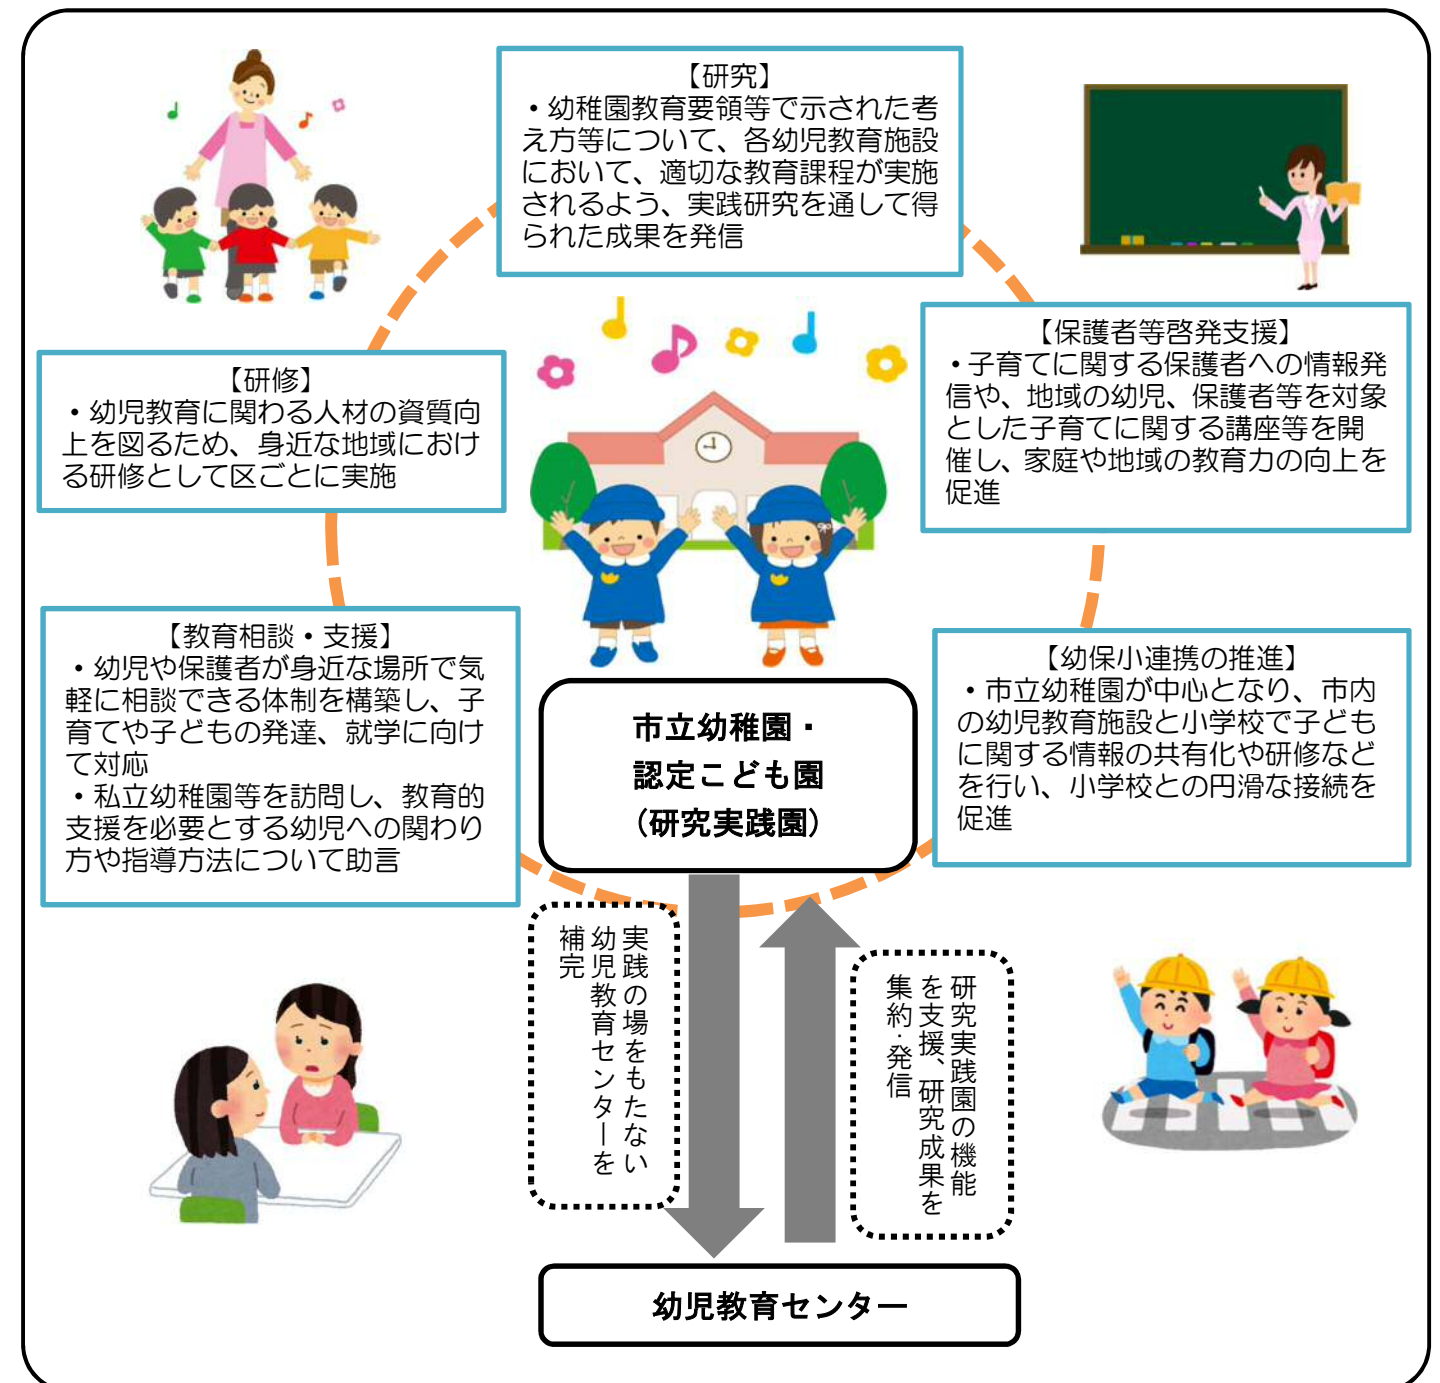 【研究】
・幼稚園教育要領等で示された考
え方等について、各幼児教育施設
において、適切な教育課程が実施
されるよう、実践研究を通して得
られた成果を発信
【保護者等啓発支援】
・子育てに関する保護者への情報発
信や、地域の幼児、保護者等を対象
とした子育てに関する講座等を開
催し、家庭や地域の教育力の向上を
促進
【研修】
・幼児教育に関わる人材の資質向
上を図るため、身近な地域におけ
る研修として区ごとに実施
【教育相談・支援】
・幼児や保護者が身近な場所で気
軽に相談できる体制を構築し、子
育てや子どもの発達、就学に向け
て対応
・私立幼稚園等を訪問し、教育的
支援を必要とする幼児への関わり
方や指導方法について助言
【幼保小連携の推進】
・市立幼稚園が中心となり、市内
の幼児教育施設と小学校で子ども
に関する情報の共有化や研修など
を行い、小学校との円滑な接続を
促進
市立幼稚園・
認定こども園
（研究実践園）
実践の場をもたない
幼児教育センターを
補完
研究実践園の機能
を支援、研究成果を
集約・発信
幼児教育センター